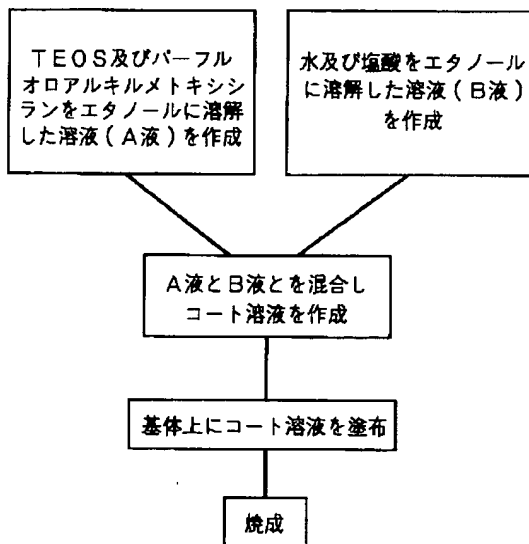 TEOS及びパーフル
オロアルキルメトキシシ
ランをエタノールに溶解
した溶液(A液)を作成
水及び塩酸をエタノール
に溶解した溶液(B液)
を作成
A液とB液とを混合し
コート溶液を作成
基体上にコート溶液を塗布
焼成